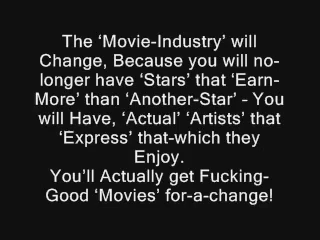 The ‘Movie-Industry’ will
Change, Because you will no-
longer have ‘Stars’ that ‘Earn-
More’ than ‘Another-Star’ - You
will Have, ‘Actual’ ‘Artists’ that
‘Express’ that-which they
Enjoy.
You’ll Actually get Fucking-
Good ‘Movies’ for-a-change!